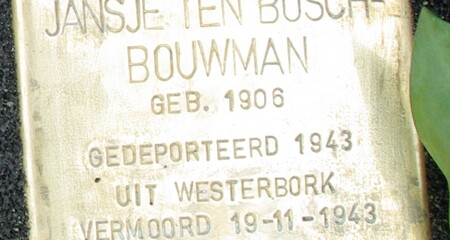 JANSJE TEN BOSCH-
BOUWMAN
GEB. 1906
GEDEPORTEERD 1943
UIT WESTERBORK
VERMOORD 19-11-1943